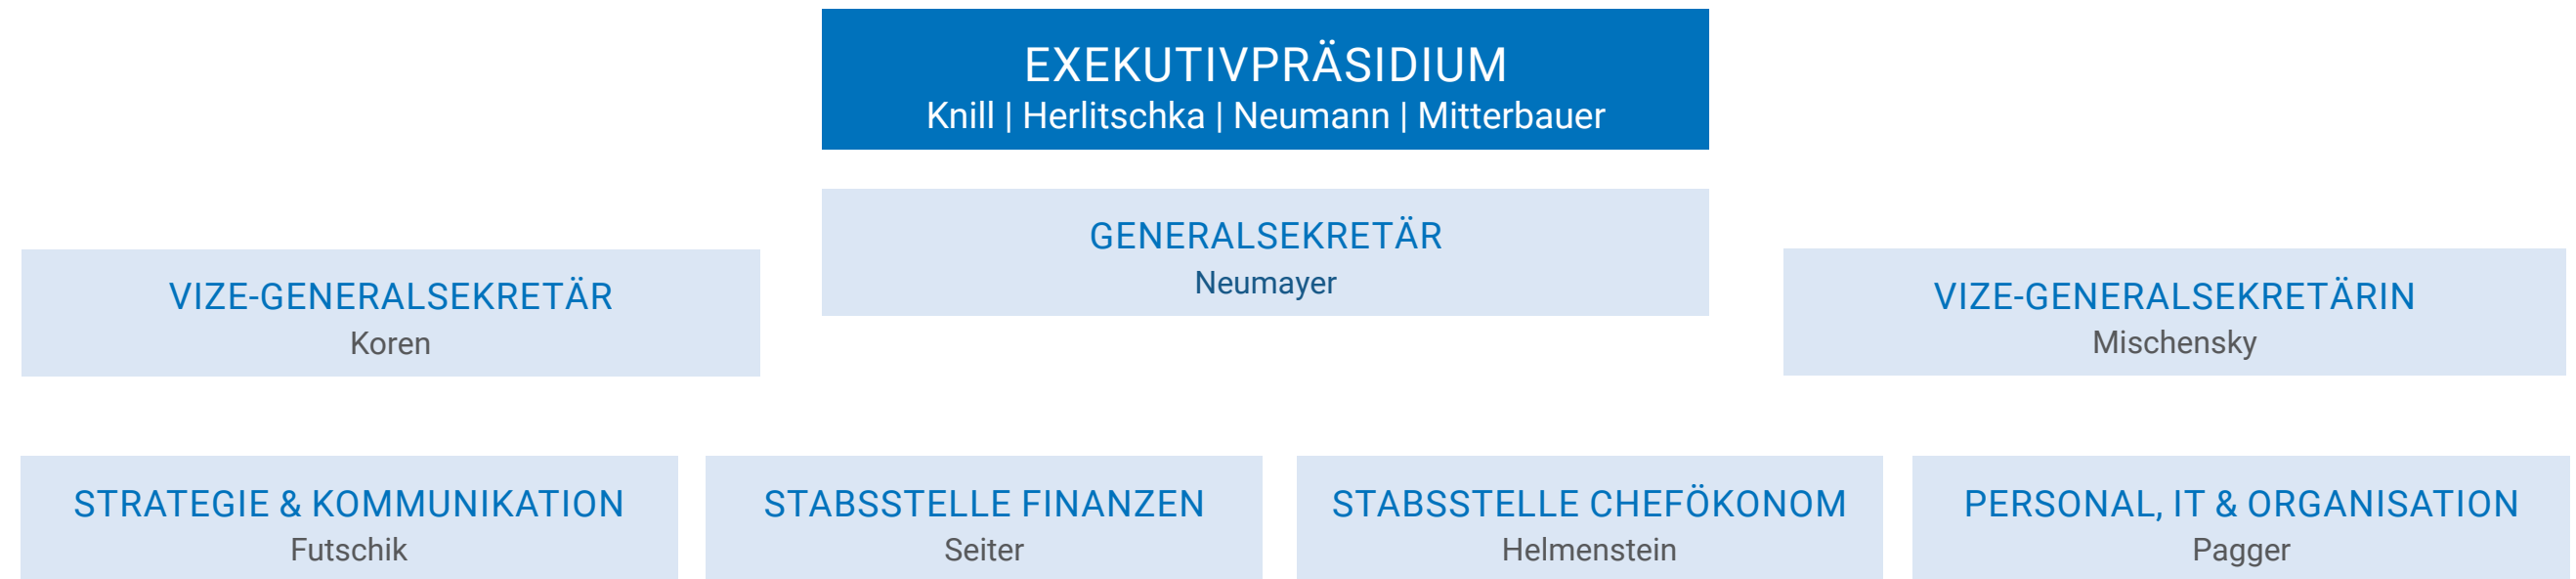 EXEKUTIVPRÄSIDIUM
Knill | Herlitschka | Neumann | Mitterbauer
GENERALSEKRETÄR
Neumayer
VIZE-GENERALSEKRETÄR
Koren
VIZE-GENERALSEKRETÄRIN
Mischensky
STRATEGIE & KOMMUNIKATION
Futschik
STABSSTELLE FINANZEN
Seiter
STABSSTELLE CHEFÖKONOM
Helmenstein
PERSONAL, IT & ORGANISATION
Pagger